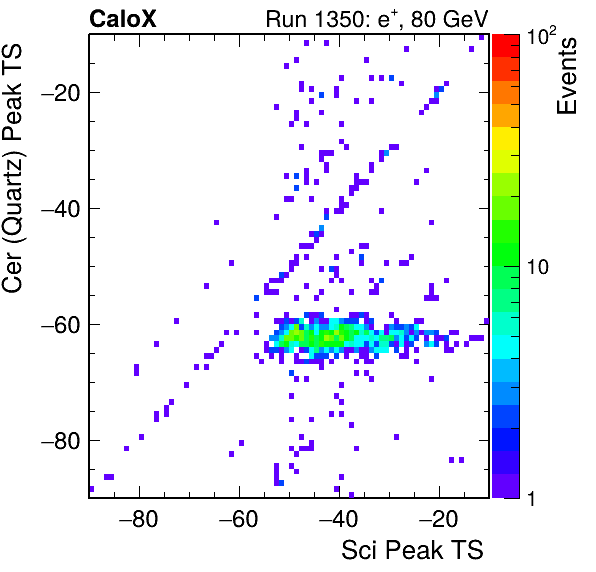 CaloX Run 1350: e⁺, 80 GeV
Cer (Quartz) Peak TS
−20
−40
−60
−80
−80 −60 −40 −20
Sci Peak TS
10²
10
1
Events